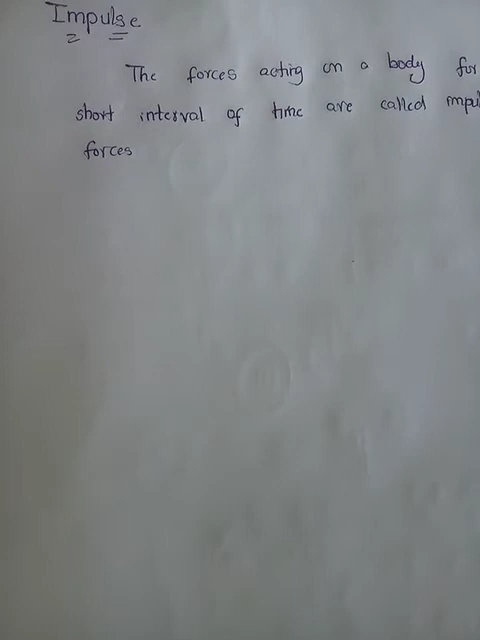 Impulse
The forces acting on a body for
short interval of time are called
forces